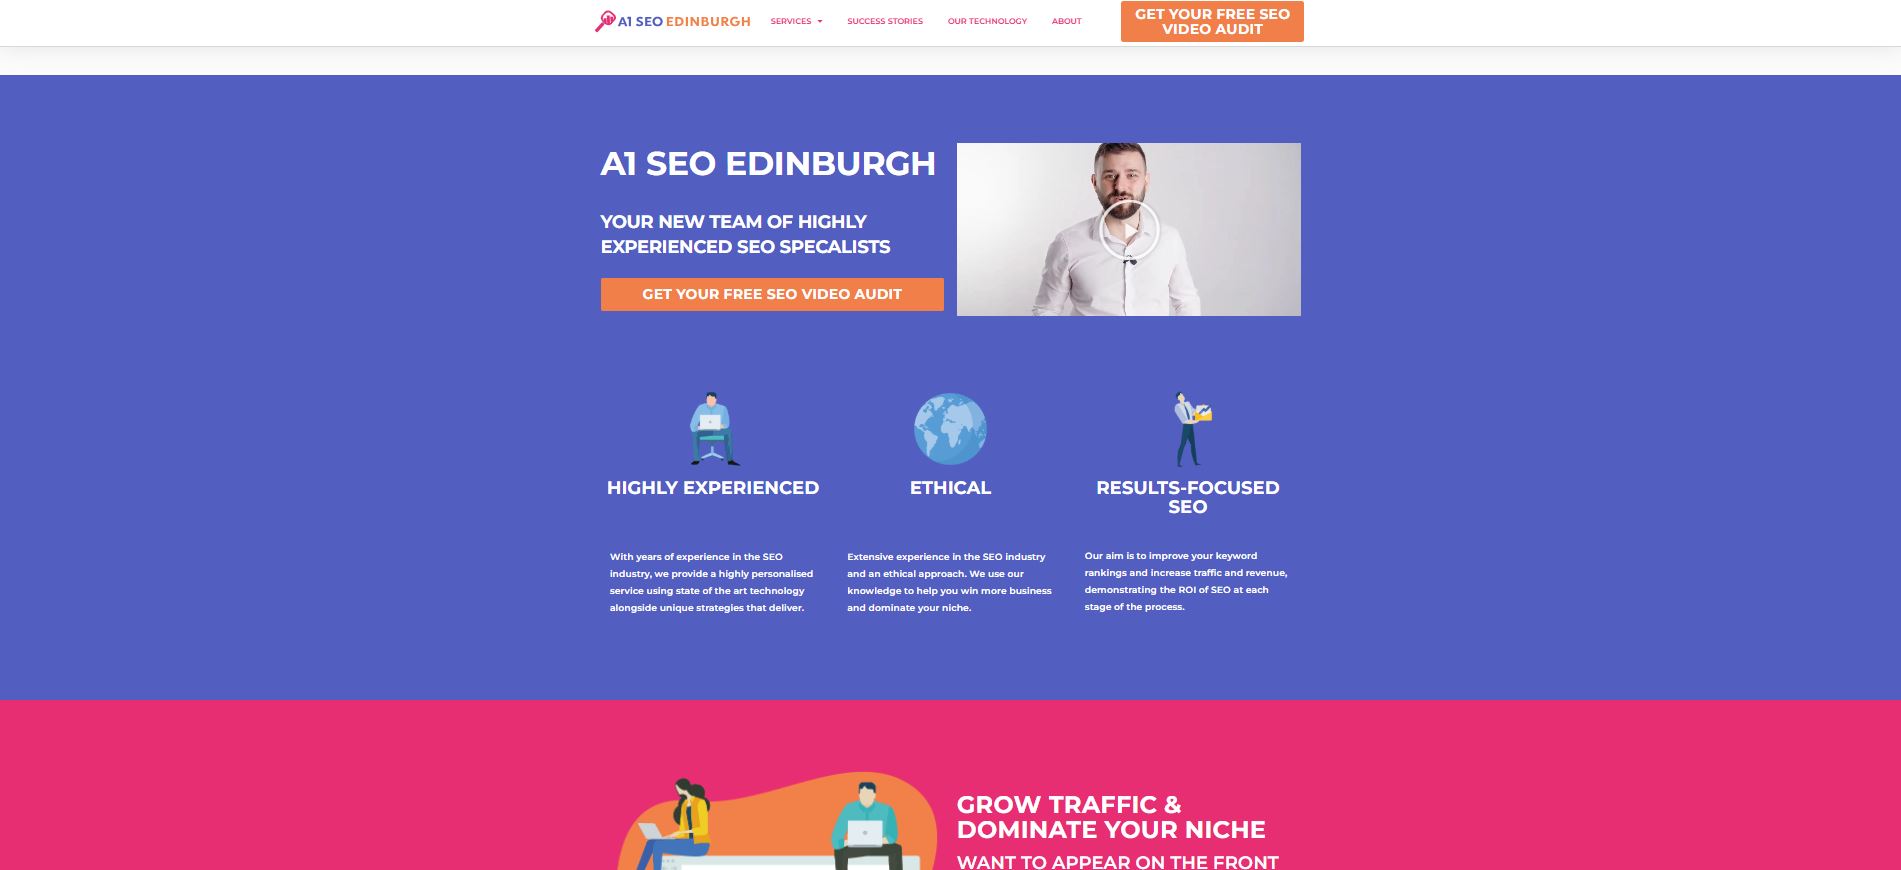 A1 SEO EDINBURGH
SERVICES
SUCCESS STORIES
OUR TECHNOLOGY
ABOUT
GET YOUR FREE SEO
VIDEO AUDIT
A1 SEO EDINBURGH
YOUR NEW TEAM OF HIGHLY
EXPERIENCED SEO SPECALISTS
GET YOUR FREE SEO VIDEO AUDIT
HIGHLY EXPERIENCED
With years of experience in the SEO
industry, we provide a highly personalised
service using state of the art technology
alongside unique strategies that deliver.
ETHICAL
Extensive experience in the SEO industry
and an ethical approach. We use our
knowledge to help you win more business
and dominate your niche.
RESULTS-FOCUSED
SEO
Our aim is to improve your keyword
rankings and increase traffic and revenue,
demonstrating the ROI of SEO at each
stage of the process.
GROW TRAFFIC &
DOMINATE YOUR NICHE
WANT TO APPEAR ON THE FRONT